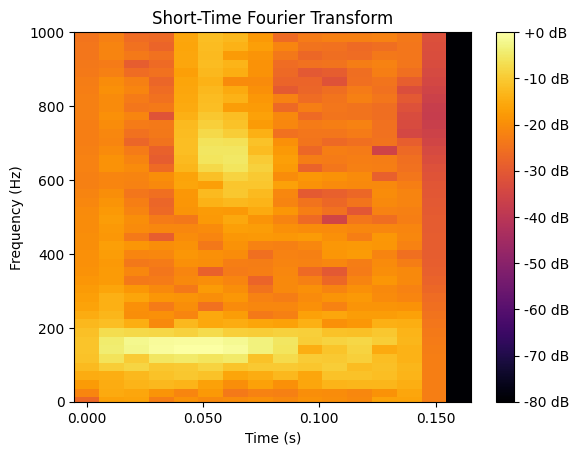 Short-Time Fourier Transform
1000
800
600
400
200
0
Frequency (Hz)
0.000
0.050
0.100
0.150
Time (s)
+0 dB
-10 dB
-20 dB
-30 dB
-40 dB
-50 dB
-60 dB
-70 dB
-80 dB